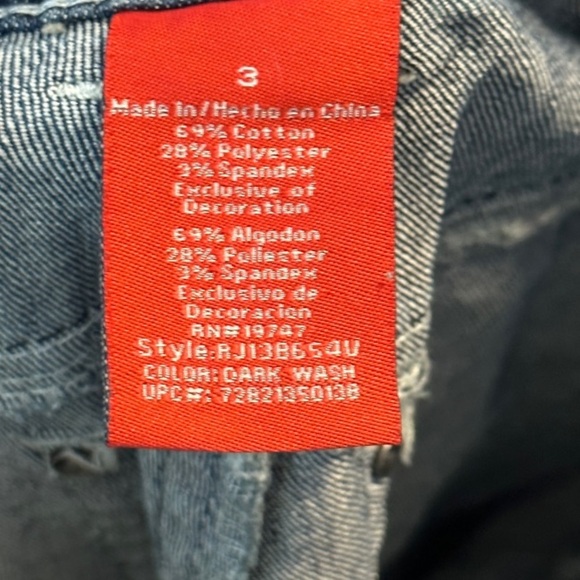 3
Made in/Hecho en China
69% Cotton
28% Polyester
3% Spandex
Exclusive of
Decoration
69% Algodon
28% Poliester
3% Spandex
Exclusivo de
Decoracion
RN#19747
Style:RJ13B654U
COLOR:DARK WASH
UPC#: 72821350138